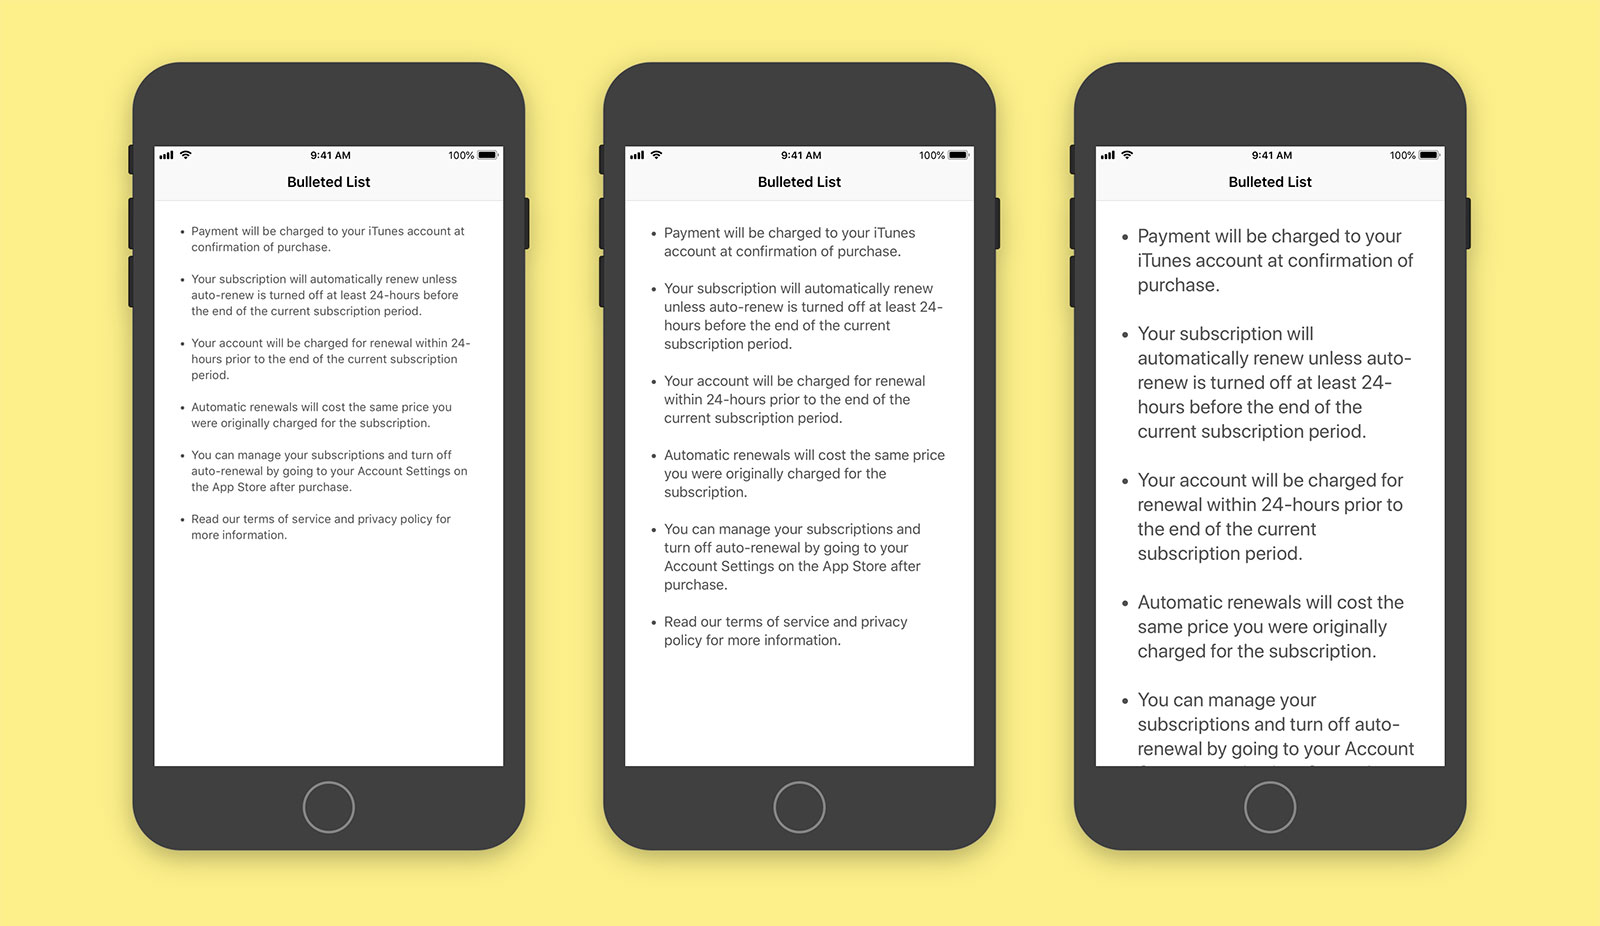 9:41 AM
100%
Bulleted List
• Payment will be charged to your iTunes account at
confirmation of purchase.
• Your subscription will automatically renew unless
auto-renew is turned off at least 24-hours before
the end of the current subscription period.
• Your account will be charged for renewal within 24-
hours prior to the end of the current subscription
period.
• Automatic renewals will cost the same price you
were originally charged for the subscription.
• You can manage your subscriptions and turn off
auto-renewal by going to your Account Settings on
the App Store after purchase.
• Read our terms of service and privacy policy for
more information.
9:41 AM
100%
Bulleted List
• Payment will be charged to your iTunes
account at confirmation of purchase.
• Your subscription will automatically renew
unless auto-renew is turned off at least 24-
hours before the end of the current
subscription period.
• Your account will be charged for renewal
within 24-hours prior to the end of the
current subscription period.
• Automatic renewals will cost the same price
you were originally charged for the
subscription.
• You can manage your subscriptions and
turn off auto-renewal by going to your
Account Settings on the App Store after
purchase.
• Read our terms of service and privacy
policy for more information.
9:41 AM
100%
Bulleted List
• Payment will be charged to your
iTunes account at confirmation of
purchase.
• Your subscription will
automatically renew unless auto-
renew is turned off at least 24-
hours before the end of the
current subscription period.
• Your account will be charged for
renewal within 24-hours prior to
the end of the current
subscription period.
• Automatic renewals will cost the
same price you were originally
charged for the subscription.
• You can manage your
subscriptions and turn off auto-
renewal by going to your Account